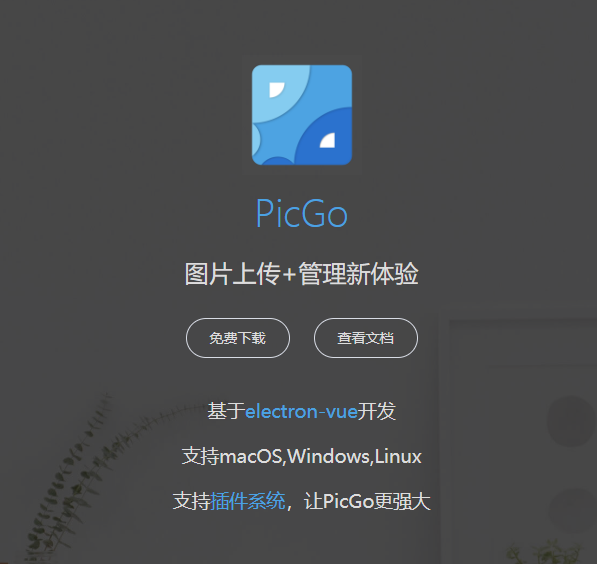 PicGo
图片上传+管理新体验
免费下载 查看文档
基于electron-vue开发
支持macOS,Windows,Linux
支持插件系统，让PicGo更强大